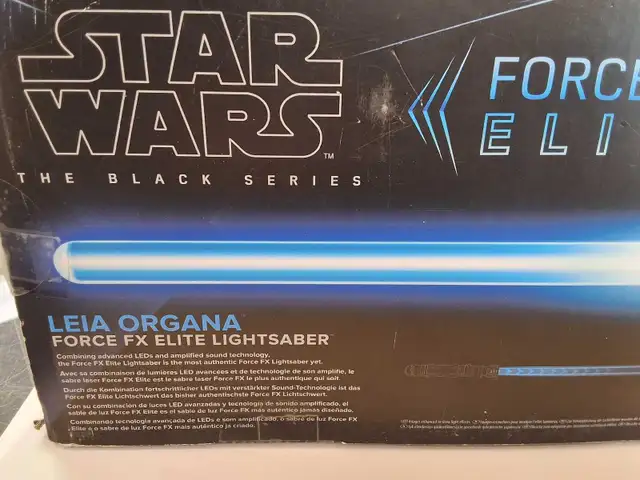 STAR
WARS™
THE BLACK SERIES
FORCE
ELI
LEIA ORGANA
FORCE FX ELITE LIGHTSABER™
Combining advanced LEDs and amplified sound technology,
the Force FX Elite Lightsaber is the most authentic Force FX Lightsaber yet.
Avec sa combinaison de lumières LED avancées et de technologie de son amplifié, le
sabre laser Force FX Elite est le sabre laser Force FX le plus authentique qui soit.
Durch die Kombination fortschrittlicher LEDs mit verstärkter Sound-Technologie ist das
Force FX Elite Lichtschwert das bisher authentischste Force FX Lichtschwert.
Con su combinación de luces LED avanzadas y tecnología de sonido amplificado, el
sable de luz Force FX Elite es el sable de luz Force FX más auténtico jamás diseñado.
Combinando tecnologia avançada de LEDs e som amplificado, o sabre de luz Force FX
Elite é o sabre de luz Force FX mais autêntico já criado.